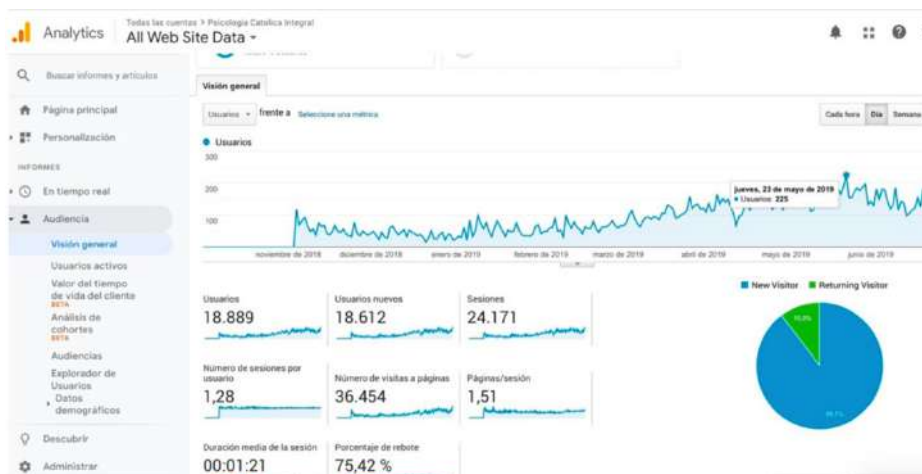 Todas las cuentas > Psicologia Catolica Integral
Analytics
All Web Site Data
Buscar informes y artículos
Página principal
Personalización
INFORMES
En tiempo real
Audiencia
Visión general
Usuarios activos
Valor del tiempo
de vida del cliente
BETA
Análisis de
cohortes
BETA
Audiencias
Explorador de
Usuarios
Datos
demográficos
Descubrir
Administrar
Visión general
Usuarios
frente a
Seleccione una métrica
Cada hora
Día
Semana
Usuarios
300
200
100
jueves, 23 de mayo de 2019
Usuarios: 225
noviembre de 2018
diciembre de 2018
enero de 2019
febrero de 2019
marzo de 2019
abril de 2019
mayo de 2019
junio de 2019
New Visitor
Returning Visitor
Usuarios
18.889
Usuarios nuevos
18.612
Sesiones
24.171
Número de sesiones por
usuario
1,28
Número de visitas a páginas
36.454
Páginas/sesión
1,51
Duración media de la sesión
00:01:21
Porcentaje de rebote
75,42 %